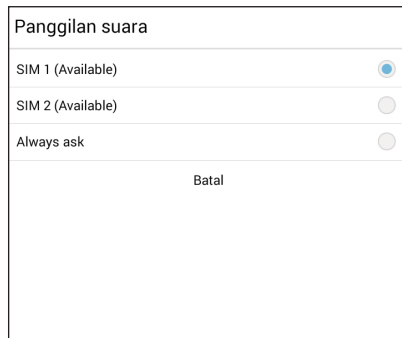 Panggilan suara
SIM 1 (Available)
SIM 2 (Available)
Always ask
Batal